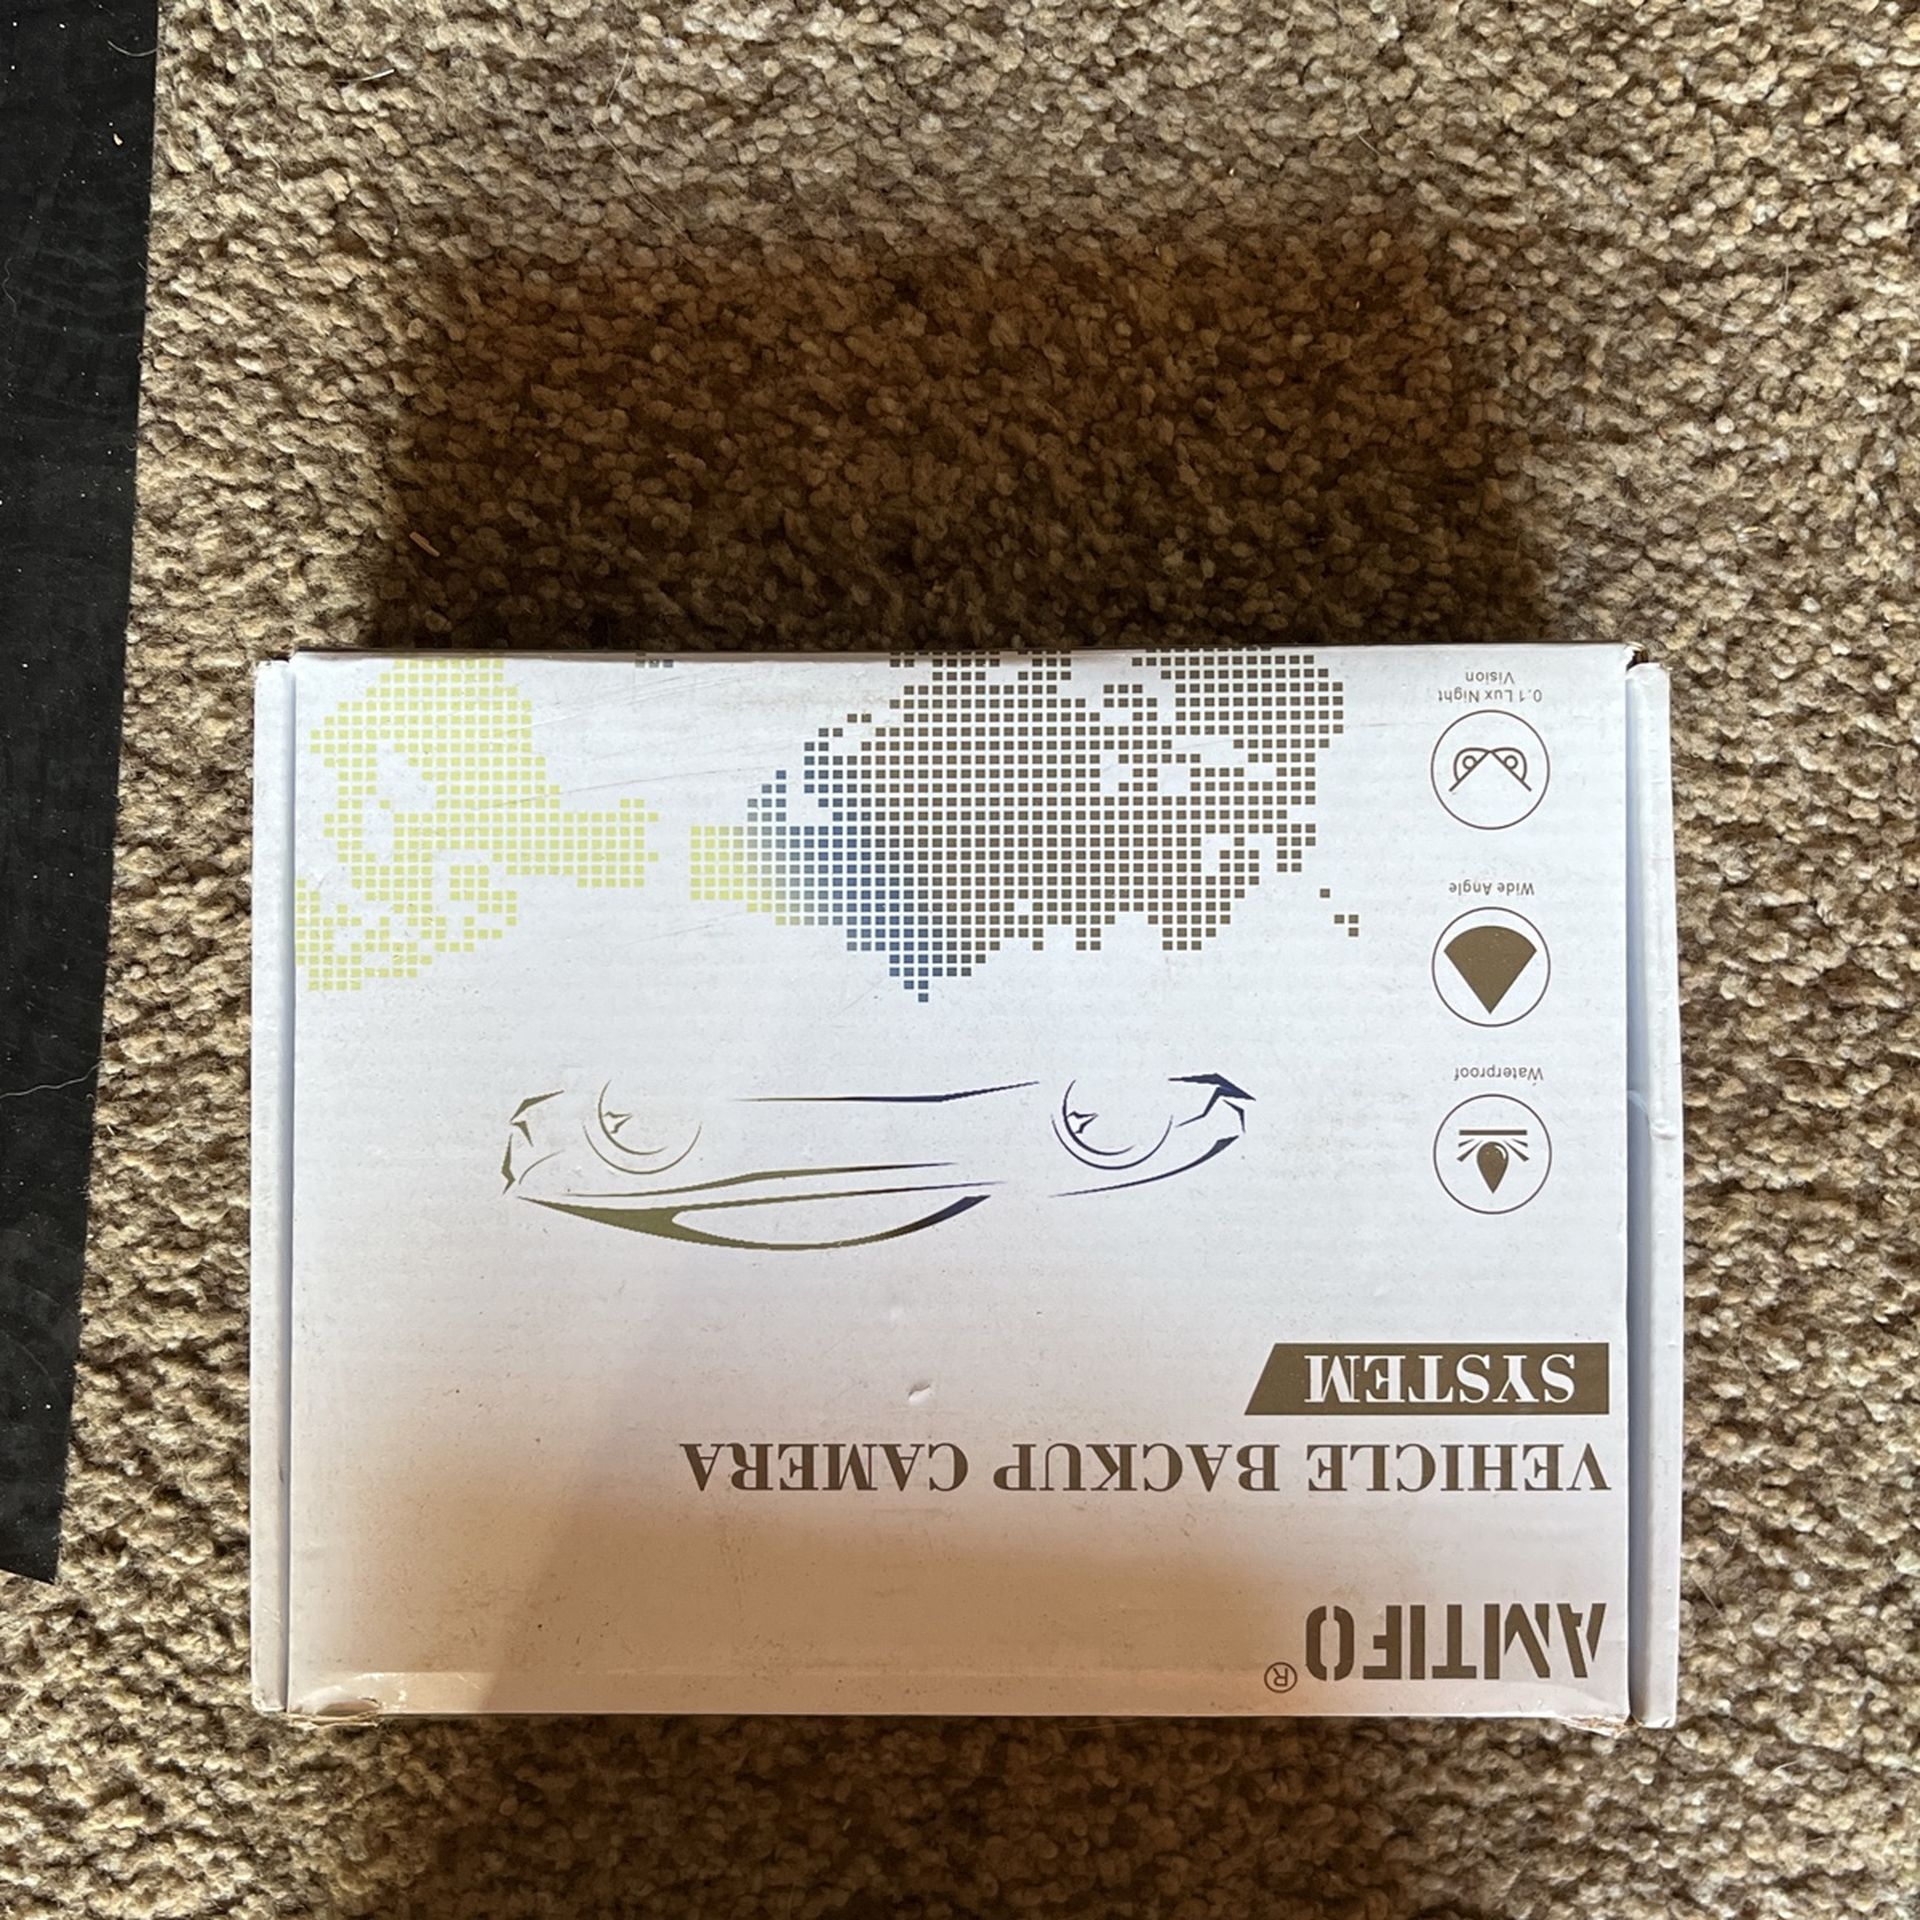 AMTIFO®
VEHICLE BACKUP CAMERA
SYSTEM
Waterproof
Wide Angle
0.1 Lux Night
Vision